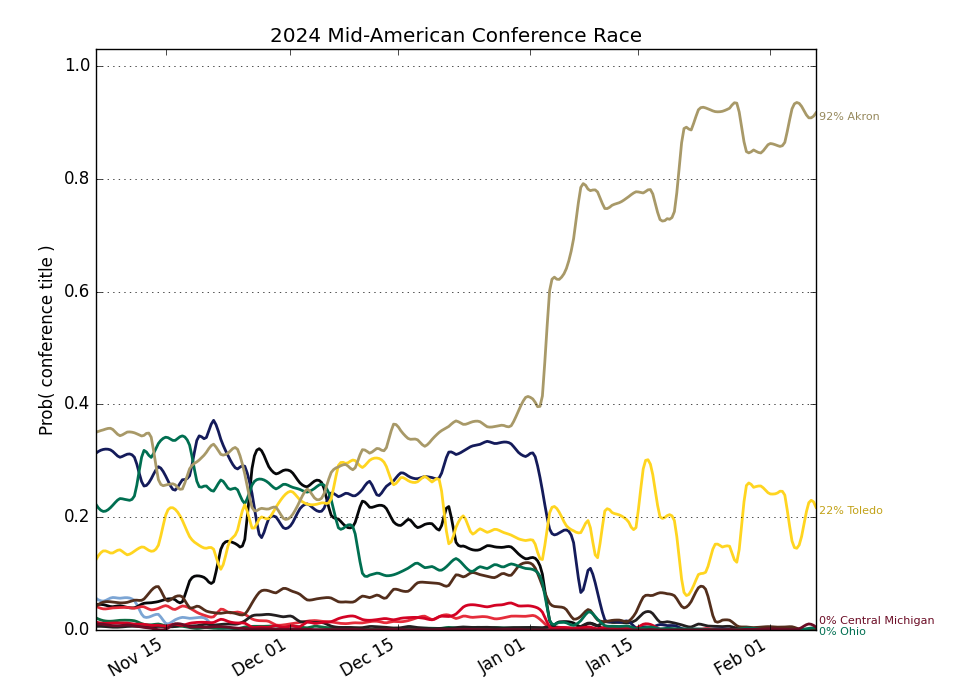 2024 Mid-American Conference Race
Prob( conference title )
1.0
0.8
0.6
0.4
0.2
0.0
Nov 15
Dec 01
Dec 15
Jan 01
Jan 15
Feb 01
92% Akron
22% Toledo
0% Central Michigan
0% Ohio